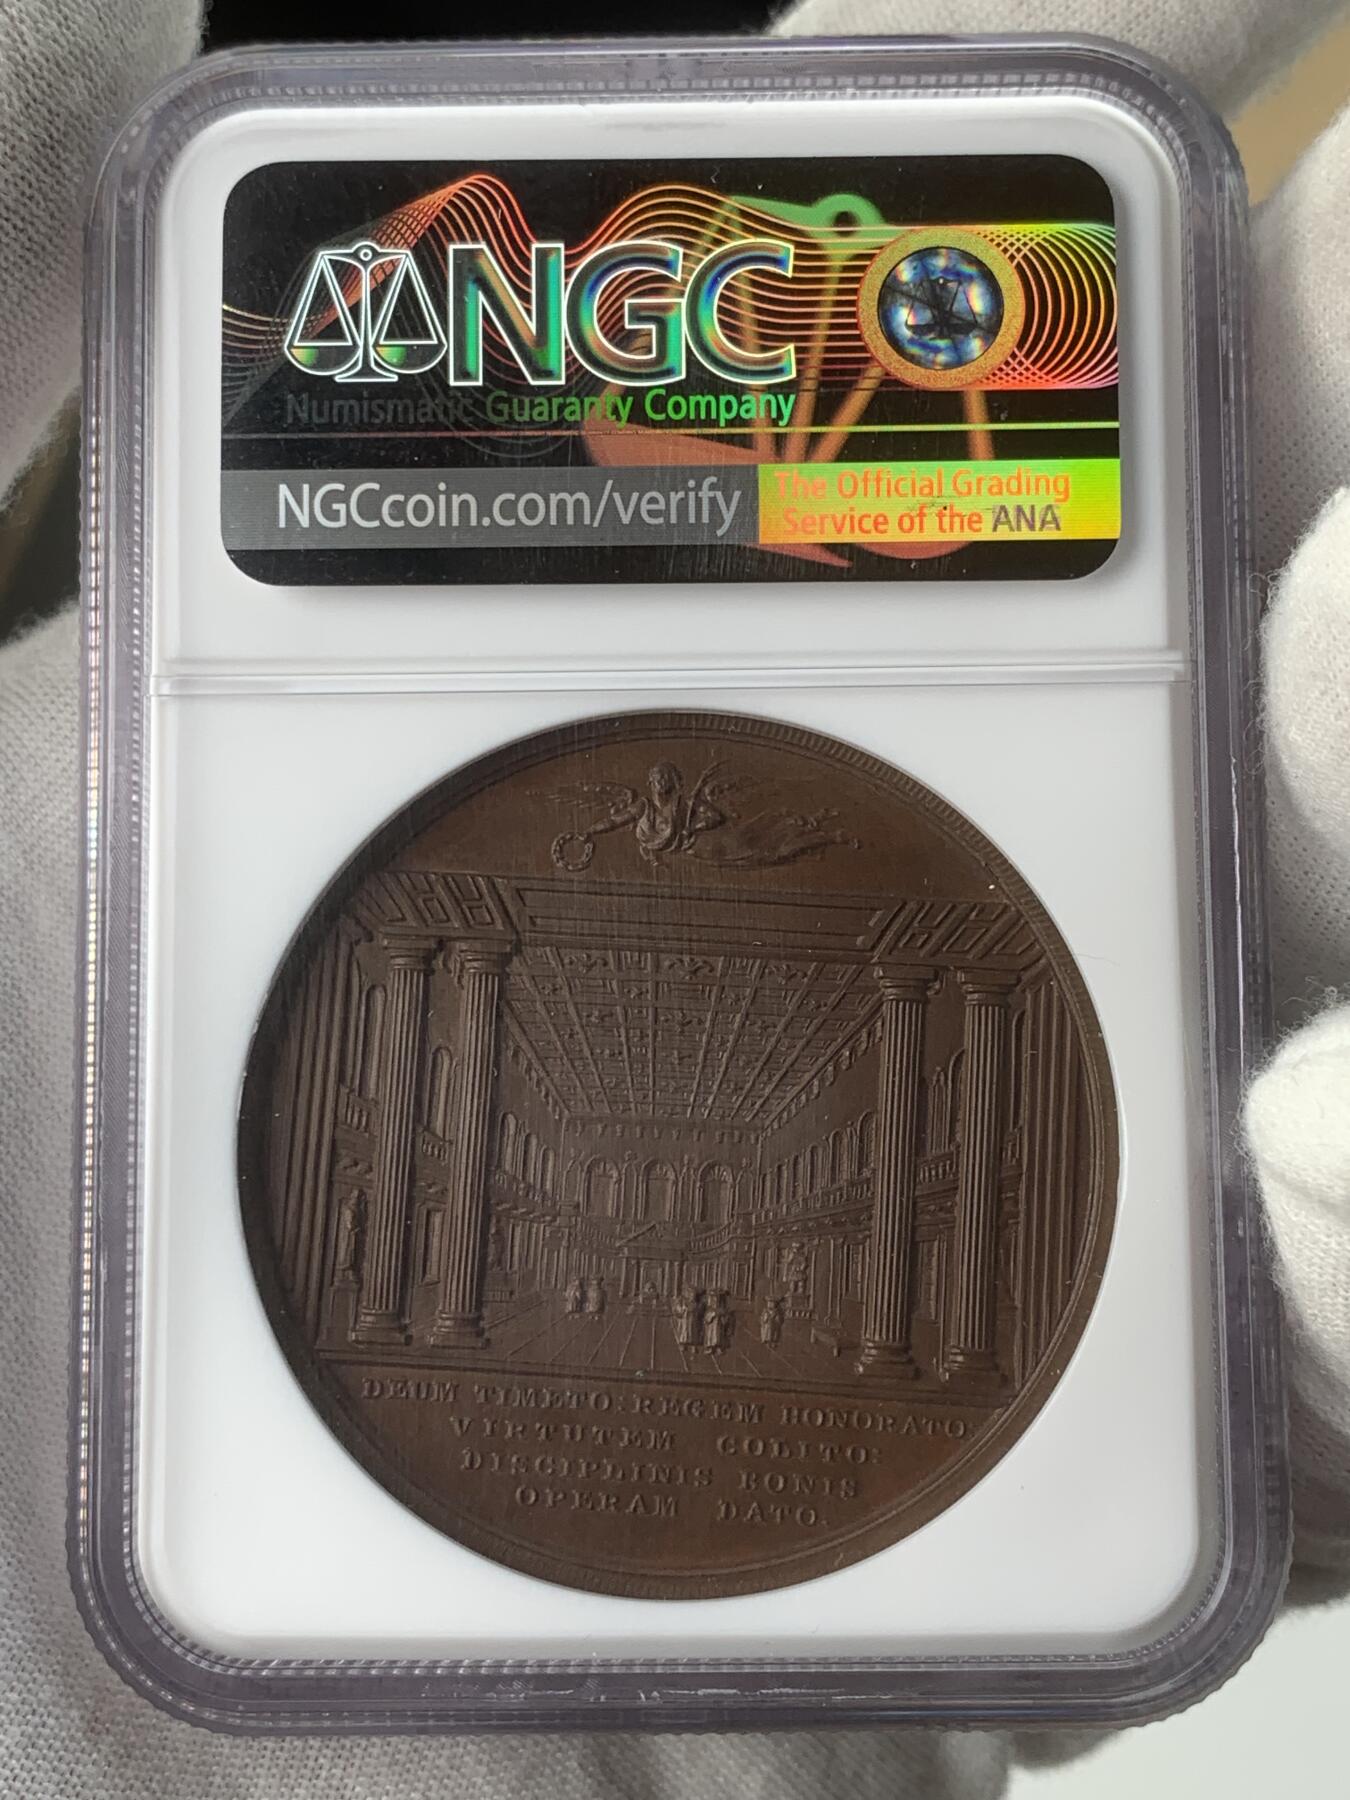 NGC
Numismatic Guaranty Company
NGCcoin.com/verify
The Official Grading
Service of the ANA
DEUM TIMETO: REGEM HONORATO:
VIRTUTEM COLITO:
DISCIPLINIS BONIS
OPERAM DATO.